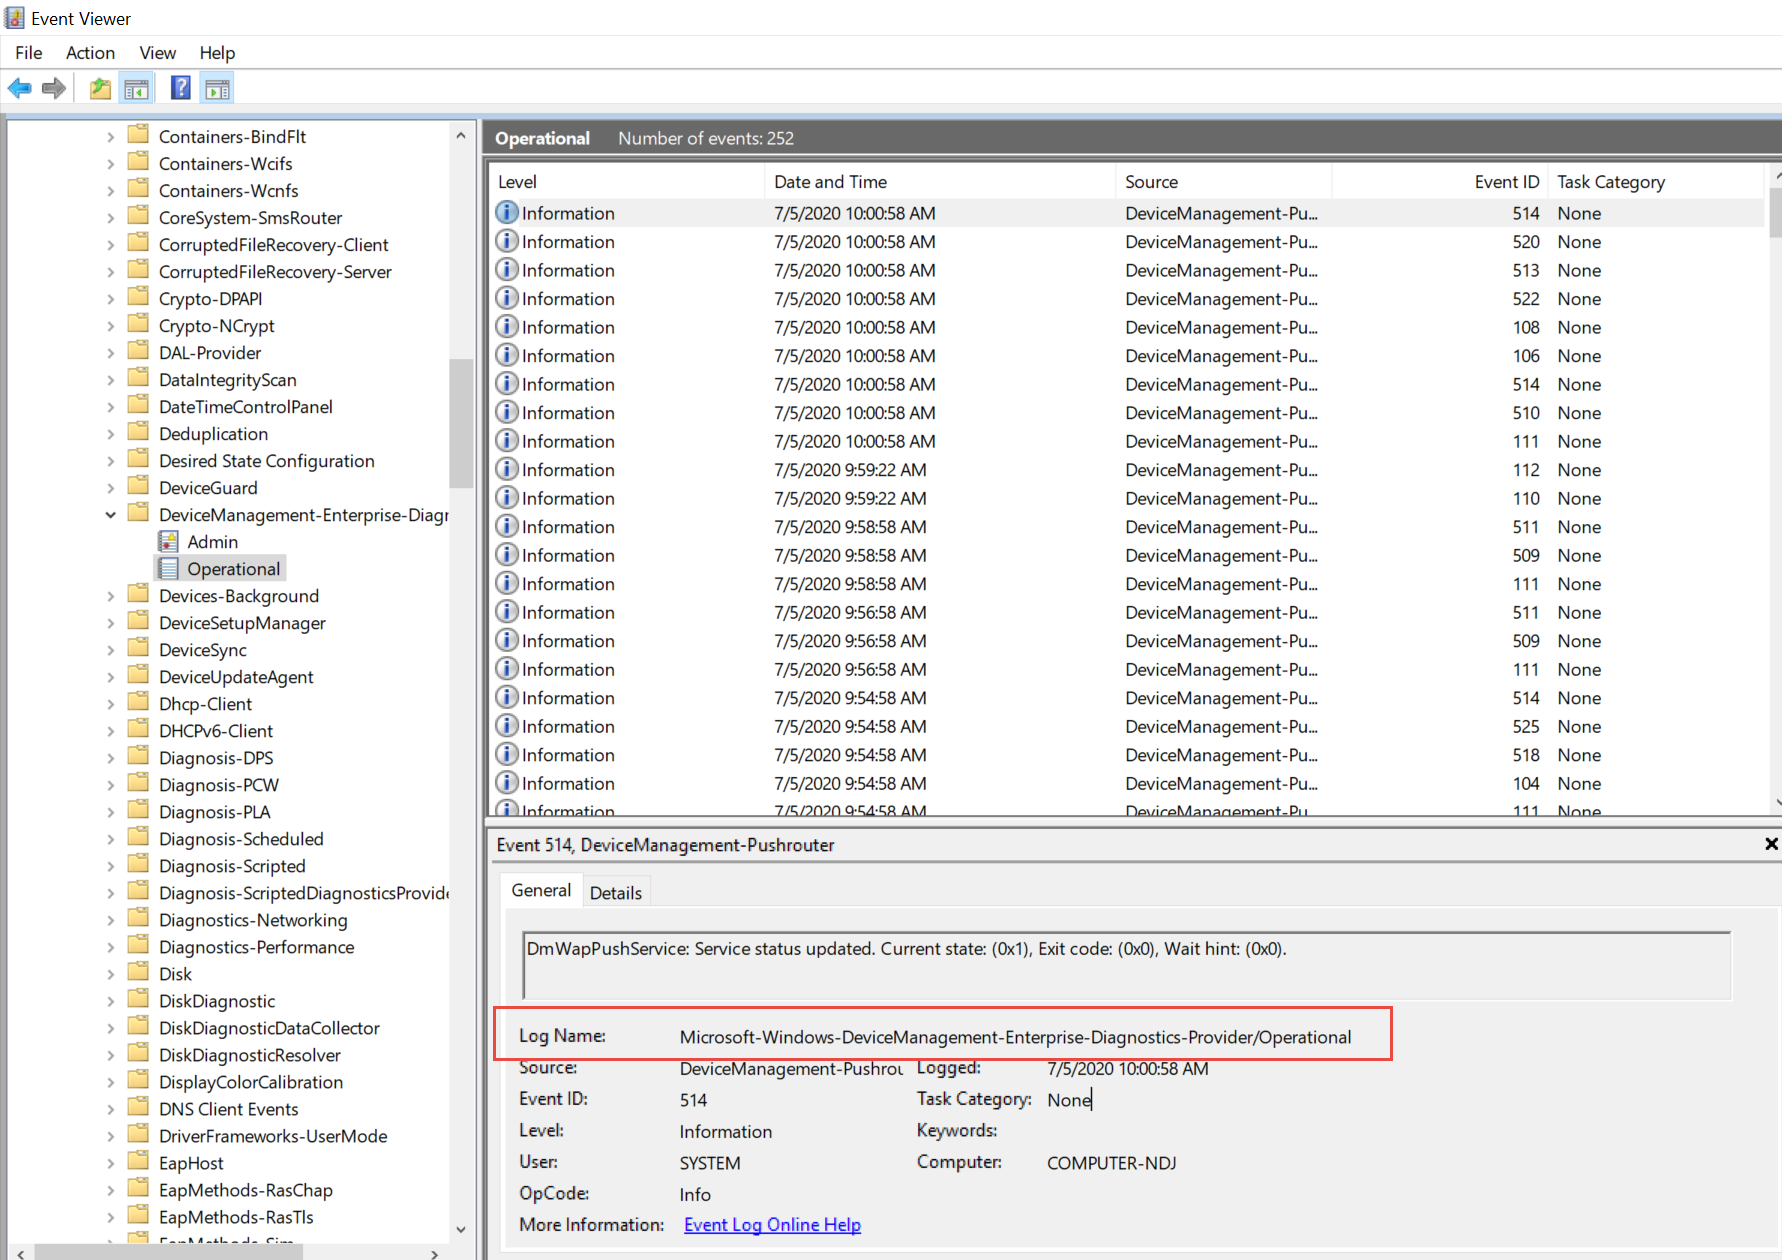 Event Viewer
File Action View Help
Containers-BindFlt
Containers-Wcifs
Containers-Wcnfs
CoreSystem-SmsRouter
CorruptedFileRecovery-Client
CorruptedFileRecovery-Server
Crypto-DPAPI
Crypto-NCrypt
DAL-Provider
DataIntegrityScan
DateTimeControlPanel
Deduplication
Desired State Configuration
DeviceGuard
DeviceManagement-Enterprise-Diagr
Admin
Operational
Devices-Background
DeviceSetupManager
DeviceSync
DeviceUpdateAgent
Dhcp-Client
DHCPv6-Client
Diagnosis-DPS
Diagnosis-PCW
Diagnosis-PLA
Diagnosis-Scheduled
Diagnosis-Scripted
Diagnosis-ScriptedDiagnosticsProvide
Diagnostics-Networking
Diagnostics-Performance
Disk
DiskDiagnostic
DiskDiagnosticDataCollector
DiskDiagnosticResolver
DisplayColorCalibration
DNS Client Events
DriverFrameworks-UserMode
EapHost
EapMethods-RasChap
EapMethods-RasTls
EapMethods-Sim
Operational Number of events: 252
Level Date and Time Source Event ID Task Category
Information 7/5/2020 10:00:58 AM DeviceManagement-Pu... 514 None
Information 7/5/2020 10:00:58 AM DeviceManagement-Pu... 520 None
Information 7/5/2020 10:00:58 AM DeviceManagement-Pu... 513 None
Information 7/5/2020 10:00:58 AM DeviceManagement-Pu... 522 None
Information 7/5/2020 10:00:58 AM DeviceManagement-Pu... 108 None
Information 7/5/2020 10:00:58 AM DeviceManagement-Pu... 106 None
Information 7/5/2020 10:00:58 AM DeviceManagement-Pu... 514 None
Information 7/5/2020 10:00:58 AM DeviceManagement-Pu... 510 None
Information 7/5/2020 10:00:58 AM DeviceManagement-Pu... 111 None
Information 7/5/2020 9:59:22 AM DeviceManagement-Pu... 112 None
Information 7/5/2020 9:59:22 AM DeviceManagement-Pu... 110 None
Information 7/5/2020 9:58:58 AM DeviceManagement-Pu... 511 None
Information 7/5/2020 9:58:58 AM DeviceManagement-Pu... 509 None
Information 7/5/2020 9:58:58 AM DeviceManagement-Pu... 111 None
Information 7/5/2020 9:56:58 AM DeviceManagement-Pu... 511 None
Information 7/5/2020 9:56:58 AM DeviceManagement-Pu... 509 None
Information 7/5/2020 9:56:58 AM DeviceManagement-Pu... 111 None
Information 7/5/2020 9:54:58 AM DeviceManagement-Pu... 514 None
Information 7/5/2020 9:54:58 AM DeviceManagement-Pu... 525 None
Information 7/5/2020 9:54:58 AM DeviceManagement-Pu... 518 None
Information 7/5/2020 9:54:58 AM DeviceManagement-Pu... 104 None
Information 7/5/2020 9:54:58 AM DeviceManagement-Pu... 111 None
Event 514, DeviceManagement-Pushrouter
General Details
DmWapPushService: Service status updated. Current state: (0x1), Exit code: (0x0), Wait hint: (0x0).
Log Name: Microsoft-Windows-DeviceManagement-Enterprise-Diagnostics-Provider/Operational
Source: DeviceManagement-Pushrou Logged: 7/5/2020 10:00:58 AM
Event ID: 514 Task Category: None
Level: Information Keywords:
User: SYSTEM Computer: COMPUTER-NDJ
OpCode: Info
More Information: Event Log Online Help